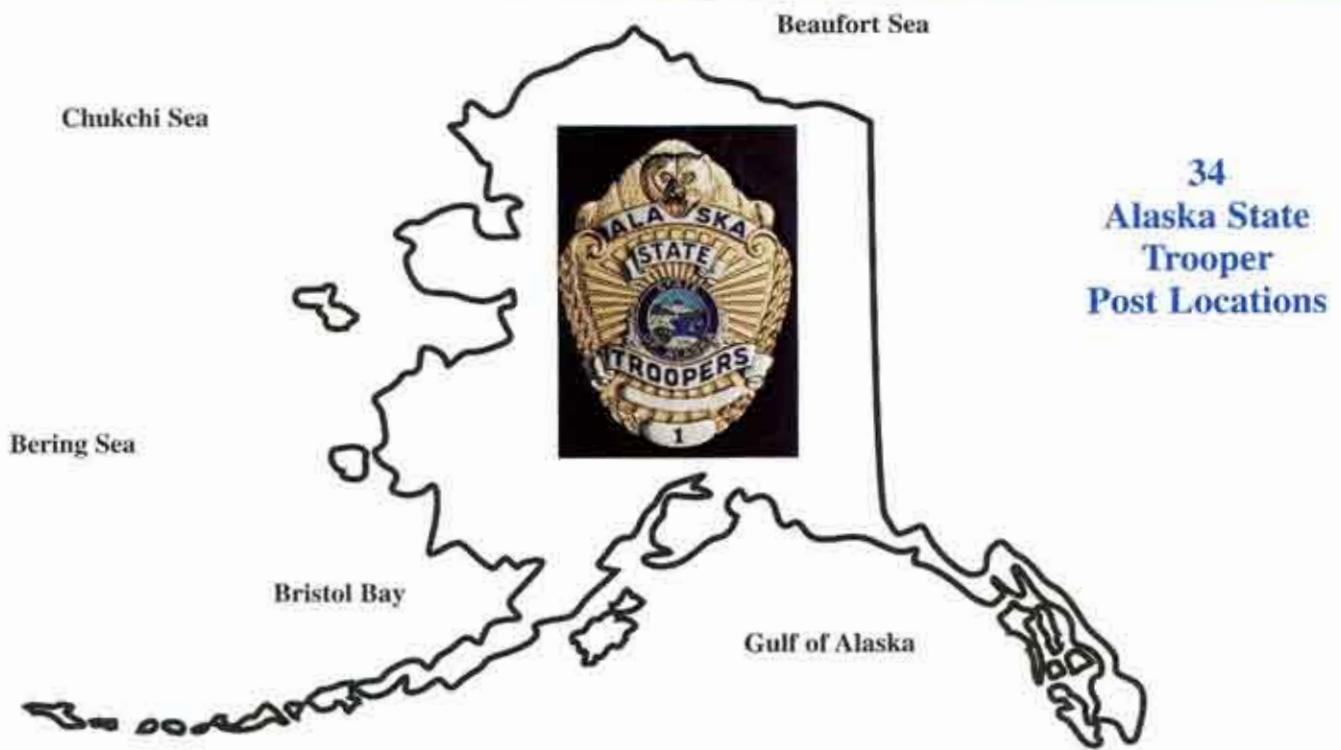 Beaufort Sea
Chukchi Sea
34
Alaska State
Trooper
Post Locations
ALASKA
STATE
TROOPERS
1
Bering Sea
Bristol Bay
Gulf of Alaska